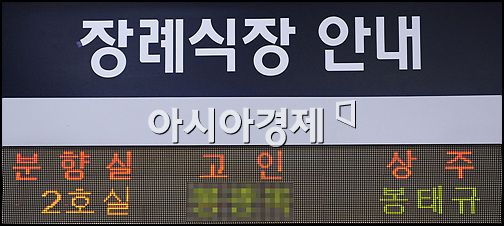 장례식장 안내
아시아경제
분향실 고인 상주
2호실 봉태규